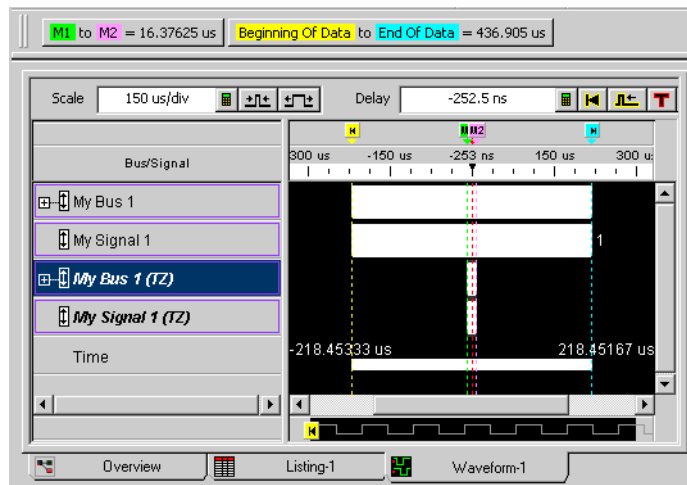 M1 to M2 = 16.37625 us Beginning Of Data to End Of Data = 436.905 us
Scale 150 us/div Delay -252.5 ns T
M M2
Bus/Signal
300 us -150 us -253 ns 150 us 300 u
My Bus 1
My Signal 1 1
My Bus 1 (TZ)
My Signal 1 (TZ)
Time -218.45333 us 218.45167 us
Overview Listing-1 Waveform-1